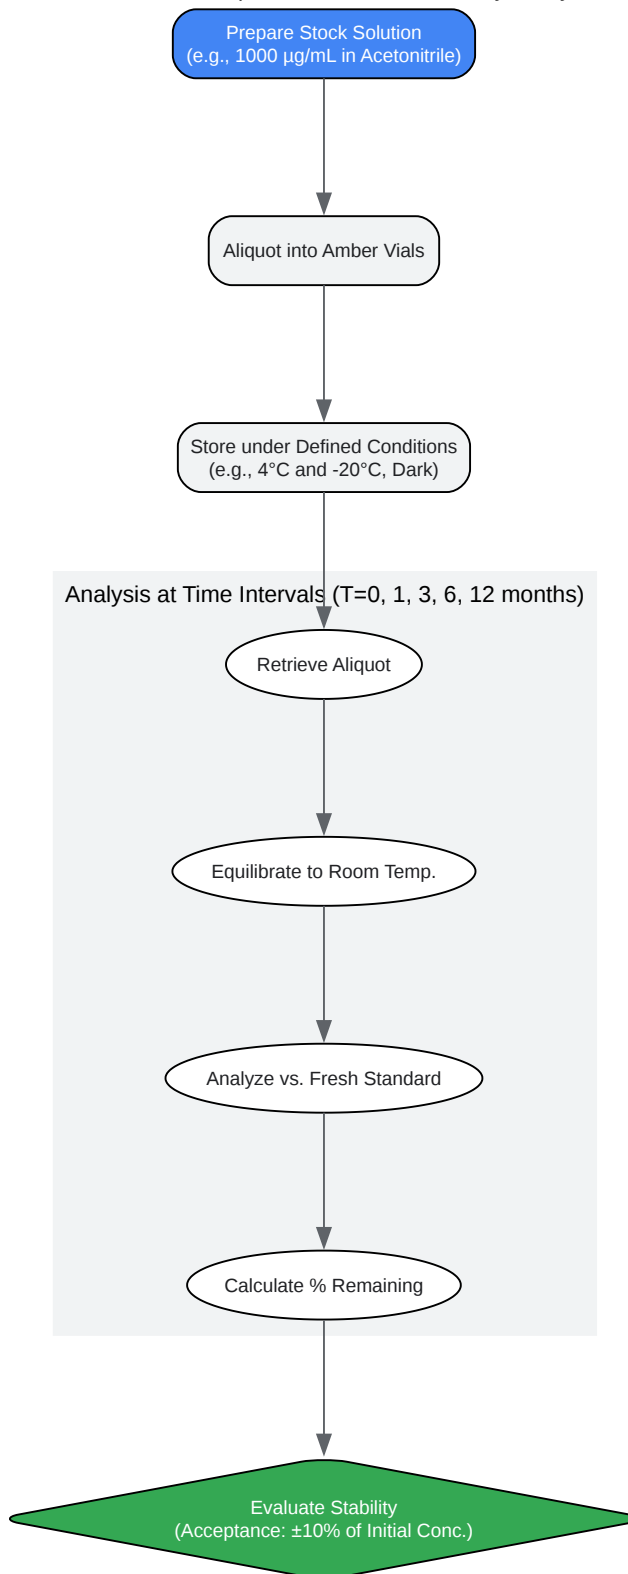 Prepare Stock Solution
(e.g., 1000 µg/mL in Acetonitrile)
Aliquot into Amber Vials
Store under Defined Conditions
(e.g., 4°C and -20°C, Dark)
Analysis at Time Intervals (T=0, 1, 3, 6, 12 months)
Retrieve Aliquot
Equilibrate to Room Temp.
Analyze vs. Fresh Standard
Calculate % Remaining
Evaluate Stability
(Acceptance: ±10% of Initial Conc.)